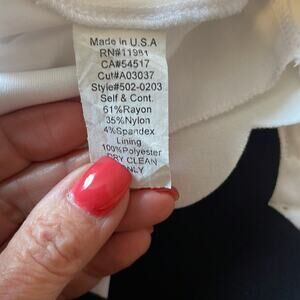 Made in U.S.A
RN#11981
CA#54517
Cut#A03037
Style#502-0203
Self & Cont.
61%Rayon
35%Nylon
4%Spandex
Lining
100%Polyester
DRY CLEAN
NLY